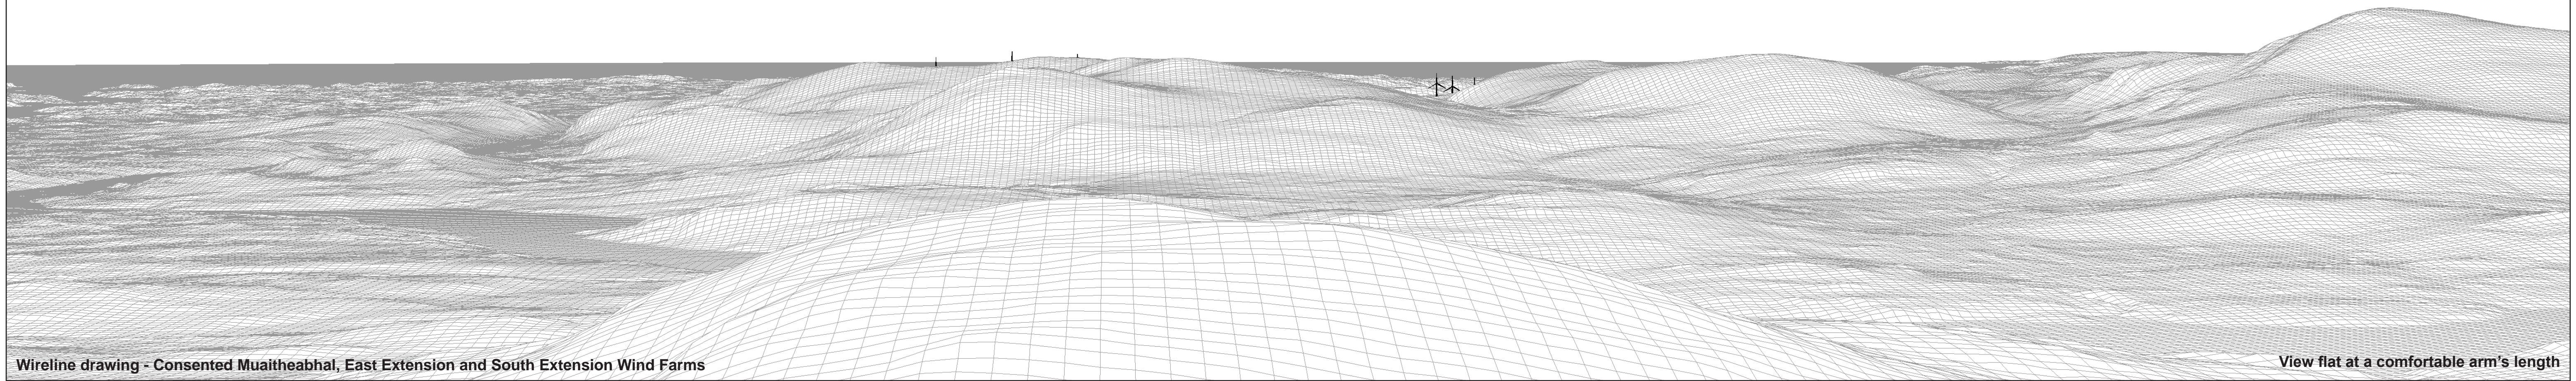 Wireline drawing - Consented Muaitheabhal, East Extension and South Extension Wind Farms
View flat at a comfortable arm's length